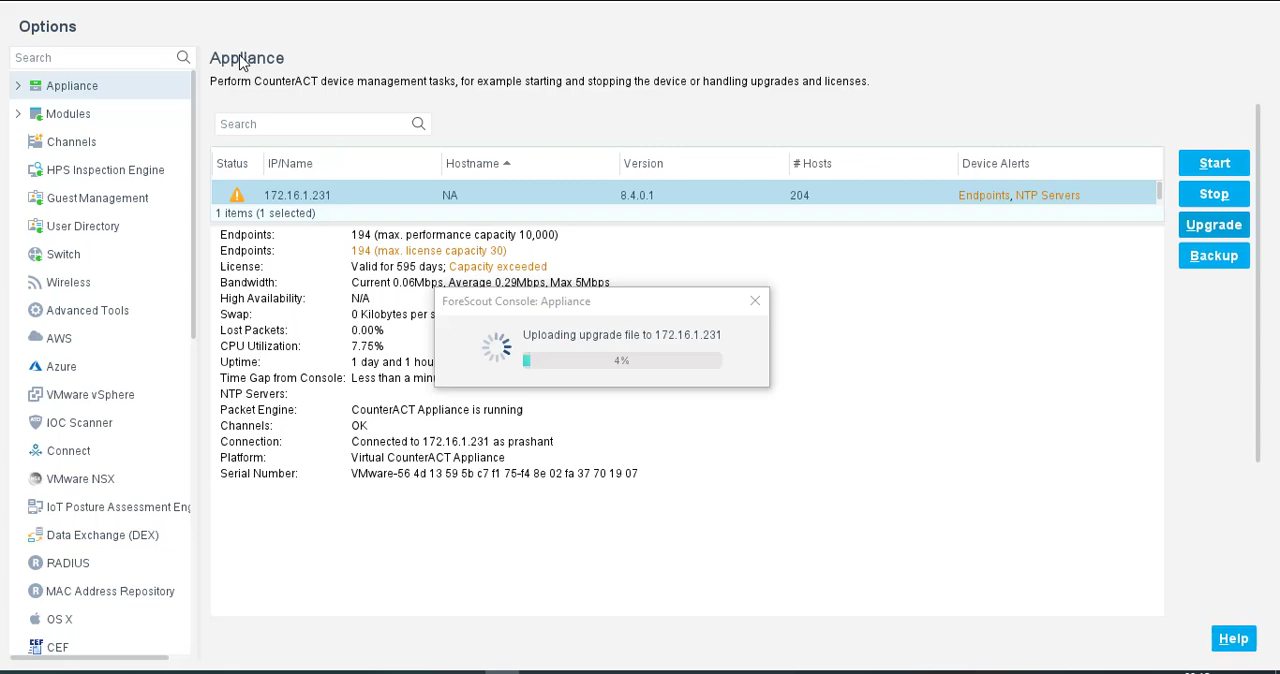 Options
Search
Appliance
Modules
Channels
HPS Inspection Engine
Guest Management
User Directory
Switch
Wireless
Advanced Tools
AWS
Azure
VMware vSphere
IOC Scanner
Connect
VMware NSX
IoT Posture Assessment Eng
Data Exchange (DEX)
RADIUS
MAC Address Repository
OS X
CEF
Appliance
Perform CounterACT device management tasks, for example starting and stopping the device or handling upgrades and licenses.
Search
Status IP/Name Hostname Version # Hosts Device Alerts
172.16.1.231 NA 8.4.0.1 204 Endpoints, NTP Servers
1 items (1 selected)
Endpoints: 194 (max. performance capacity 10,000)
Endpoints: 194 (max. license capacity 30)
License: Valid for 595 days; Capacity exceeded
Bandwidth: Current 0.06Mbps, Average 0.29Mbps, Max 5Mbps
High Availability: N/A
Swap: 0 Kilobytes per s
Lost Packets: 0.00%
CPU Utilization: 7.75%
Uptime: 1 day and 1 hou
Time Gap from Console: Less than a min
NTP Servers:
Packet Engine: CounterACT Appliance is running
Channels: OK
Connection: Connected to 172.16.1.231 as prashant
Platform: Virtual CounterACT Appliance
Serial Number: VMware-56 4d 13 59 5b c7 f1 75-f4 8e 02 fa 37 70 19 07
ForeScout Console: Appliance
Uploading upgrade file to 172.16.1.231
4%
Start
Stop
Upgrade
Backup
Help